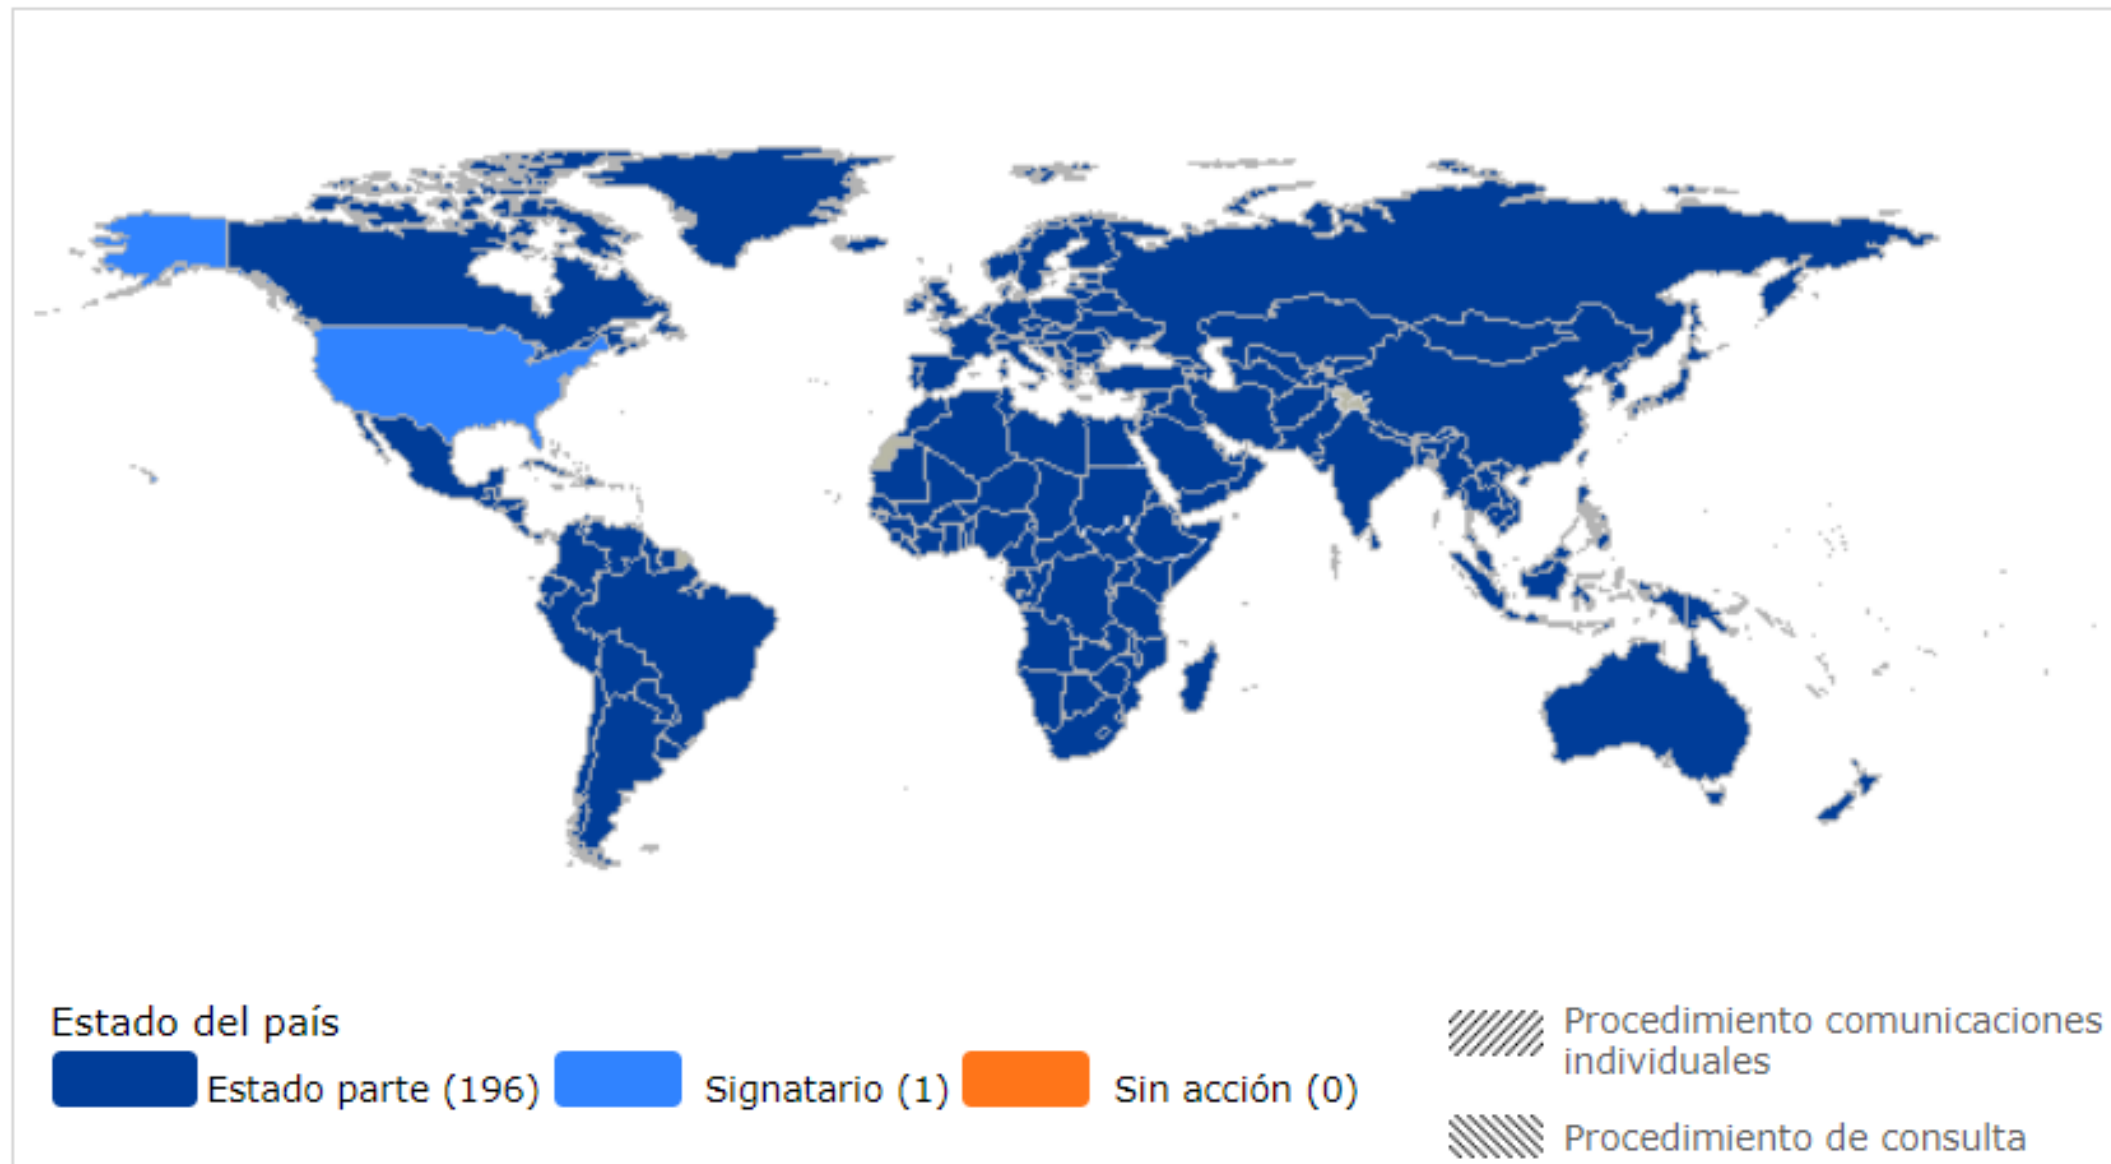 Estado del país
Estado parte (196)
Signatario (1)
Sin acción (0)
Procedimiento comunicaciones
individuales
Procedimiento de consulta